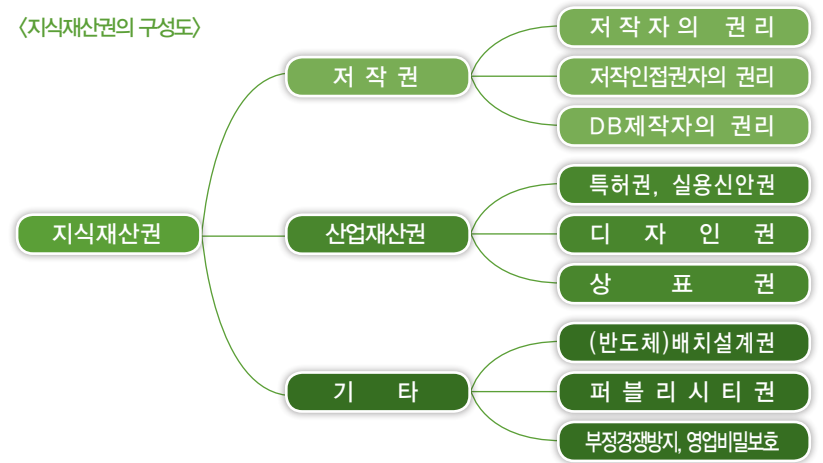 〈지식재산권의 구성도〉
지식재산권
저작권
저작자의 권리
저작인접권자의 권리
DB제작자의 권리
산업재산권
특허권, 실용신안권
디자인권
상표권
기타
(반도체)배치설계권
퍼블리시티권
부정경쟁방지, 영업비밀보호